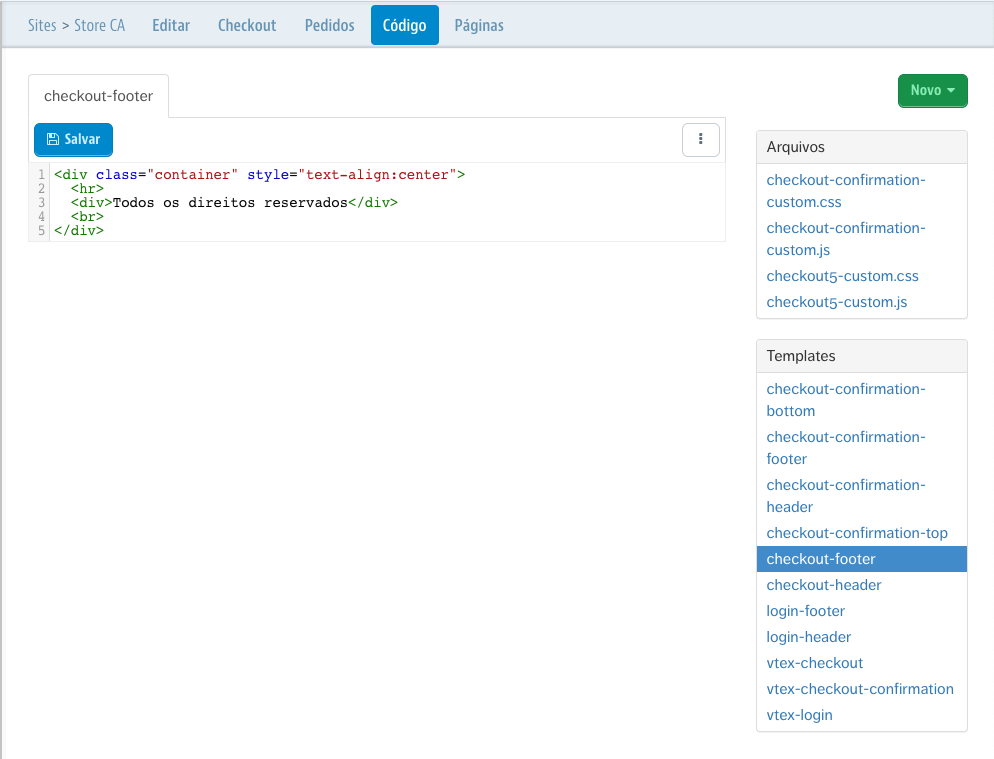 Sites > Store CA Editar Checkout Pedidos Código Páginas
checkout-footer
Novo
Salvar
1 <div class="container" style="text-align:center">
2   <hr>
3   <div>Todos os direitos reservados</div>
4   <br>
5 </div>
Arquivos
checkout-confirmation-
custom.css
checkout-confirmation-
custom.js
checkout5-custom.css
checkout5-custom.js
Templates
checkout-confirmation-
bottom
checkout-confirmation-
footer
checkout-confirmation-
header
checkout-confirmation-top
checkout-footer
checkout-header
login-footer
login-header
vtex-checkout
vtex-checkout-confirmation
vtex-login